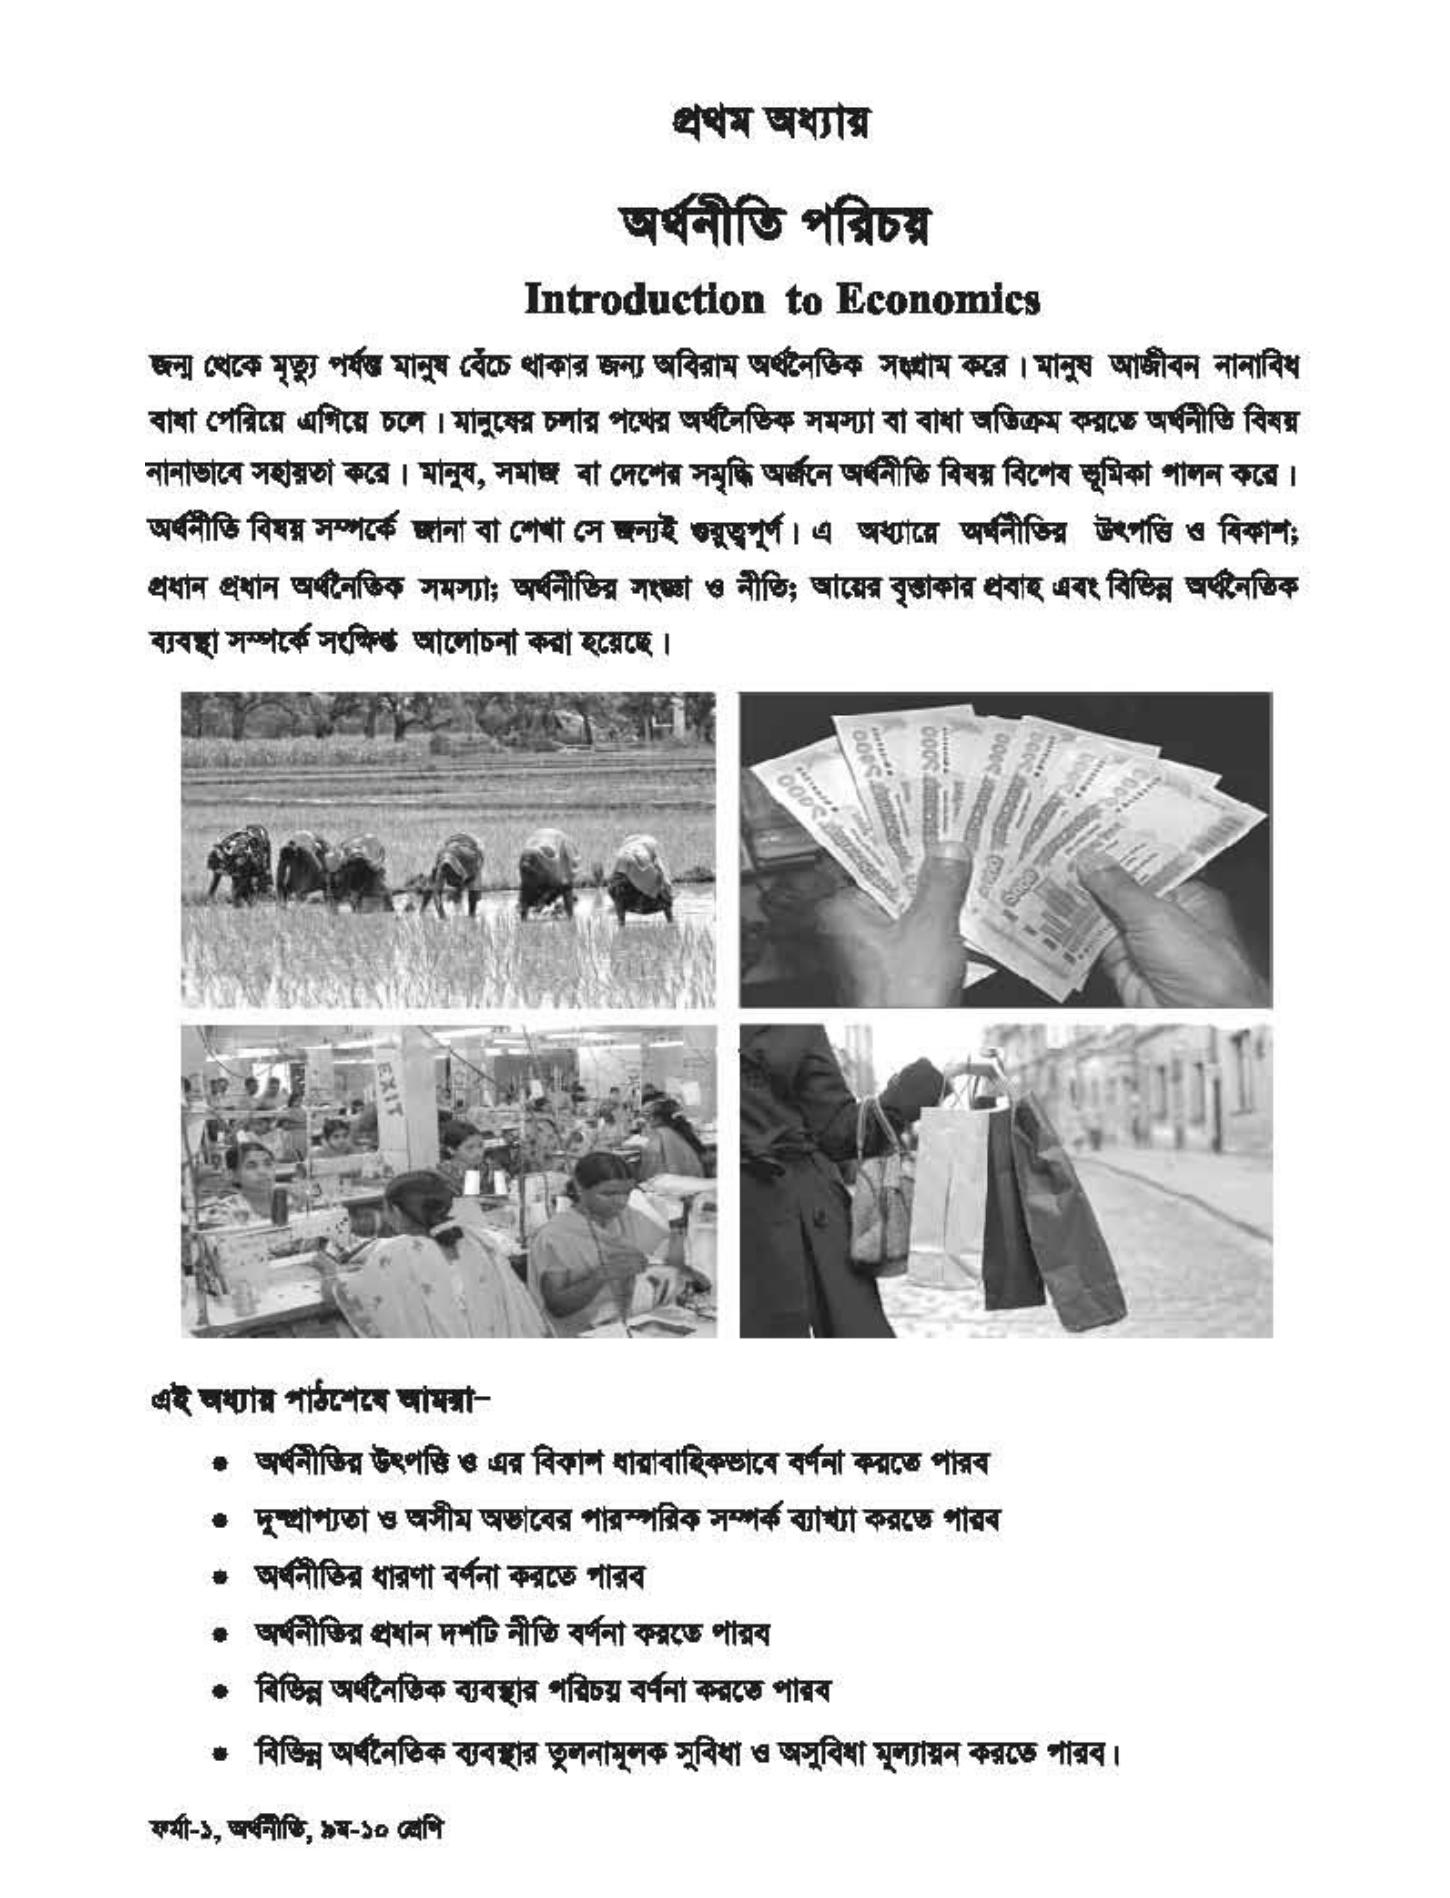 প্রথম অধ্যায়
অর্থনীতি পরিচয়
Introduction to Economics
জন্ম থেকে মৃত্যু পর্যন্ত মানুষ বেঁচে থাকার জন্য অবিরাম অর্থনৈতিক সংগ্রাম করে। মানুষ আজীবন নানাবিধ
বাধা পেরিয়ে এগিয়ে চলে। মানুষের চলার পথের অর্থনৈতিক সমস্যা বা বাধা অতিক্রম করতে অর্থনীতি বিষয়
নানাভাবে সহায়তা করে। মানুষ, সমাজ বা দেশের সমৃদ্ধি অর্জনে অর্থনীতি বিষয় বিশেষ ভূমিকা পালন করে।
অর্থনীতি বিষয় সম্পর্কে জানা বা শেখা সে জন্যই গুরুত্বপূর্ণ। এ অধ্যায়ে অর্থনীতির উৎপত্তি ও বিকাশ;
প্রধান প্রধান অর্থনৈতিক সমস্যা; অর্থনীতির সংজ্ঞা ও নীতি; আয়ের বৃত্তাকার প্রবাহ এবং বিভিন্ন অর্থনৈতিক
ব্যবস্থা সম্পর্কে সংক্ষিপ্ত আলোচনা করা হয়েছে।
১০০০ ১০০০ ১০০০ ১০০০
EXIT
এই অধ্যায় পাঠশেষে আমরা–
• অর্থনীতির উৎপত্তি ও এর বিকাশ ধারাবাহিকভাবে বর্ণনা করতে পারব
• দুষ্প্রাপ্যতা ও অসীম অভাবের পারস্পরিক সম্পর্ক ব্যাখ্যা করতে পারব
• অর্থনীতির ধারণা বর্ণনা করতে পারব
• অর্থনীতির প্রধান দশটি নীতি বর্ণনা করতে পারব
• বিভিন্ন অর্থনৈতিক ব্যবস্থার পরিচয় বর্ণনা করতে পারব
• বিভিন্ন অর্থনৈতিক ব্যবস্থার তুলনামূলক সুবিধা ও অসুবিধা মূল্যায়ন করতে পারব।
ফর্মা-১, অর্থনীতি, ৯ম-১০ শ্রেণি